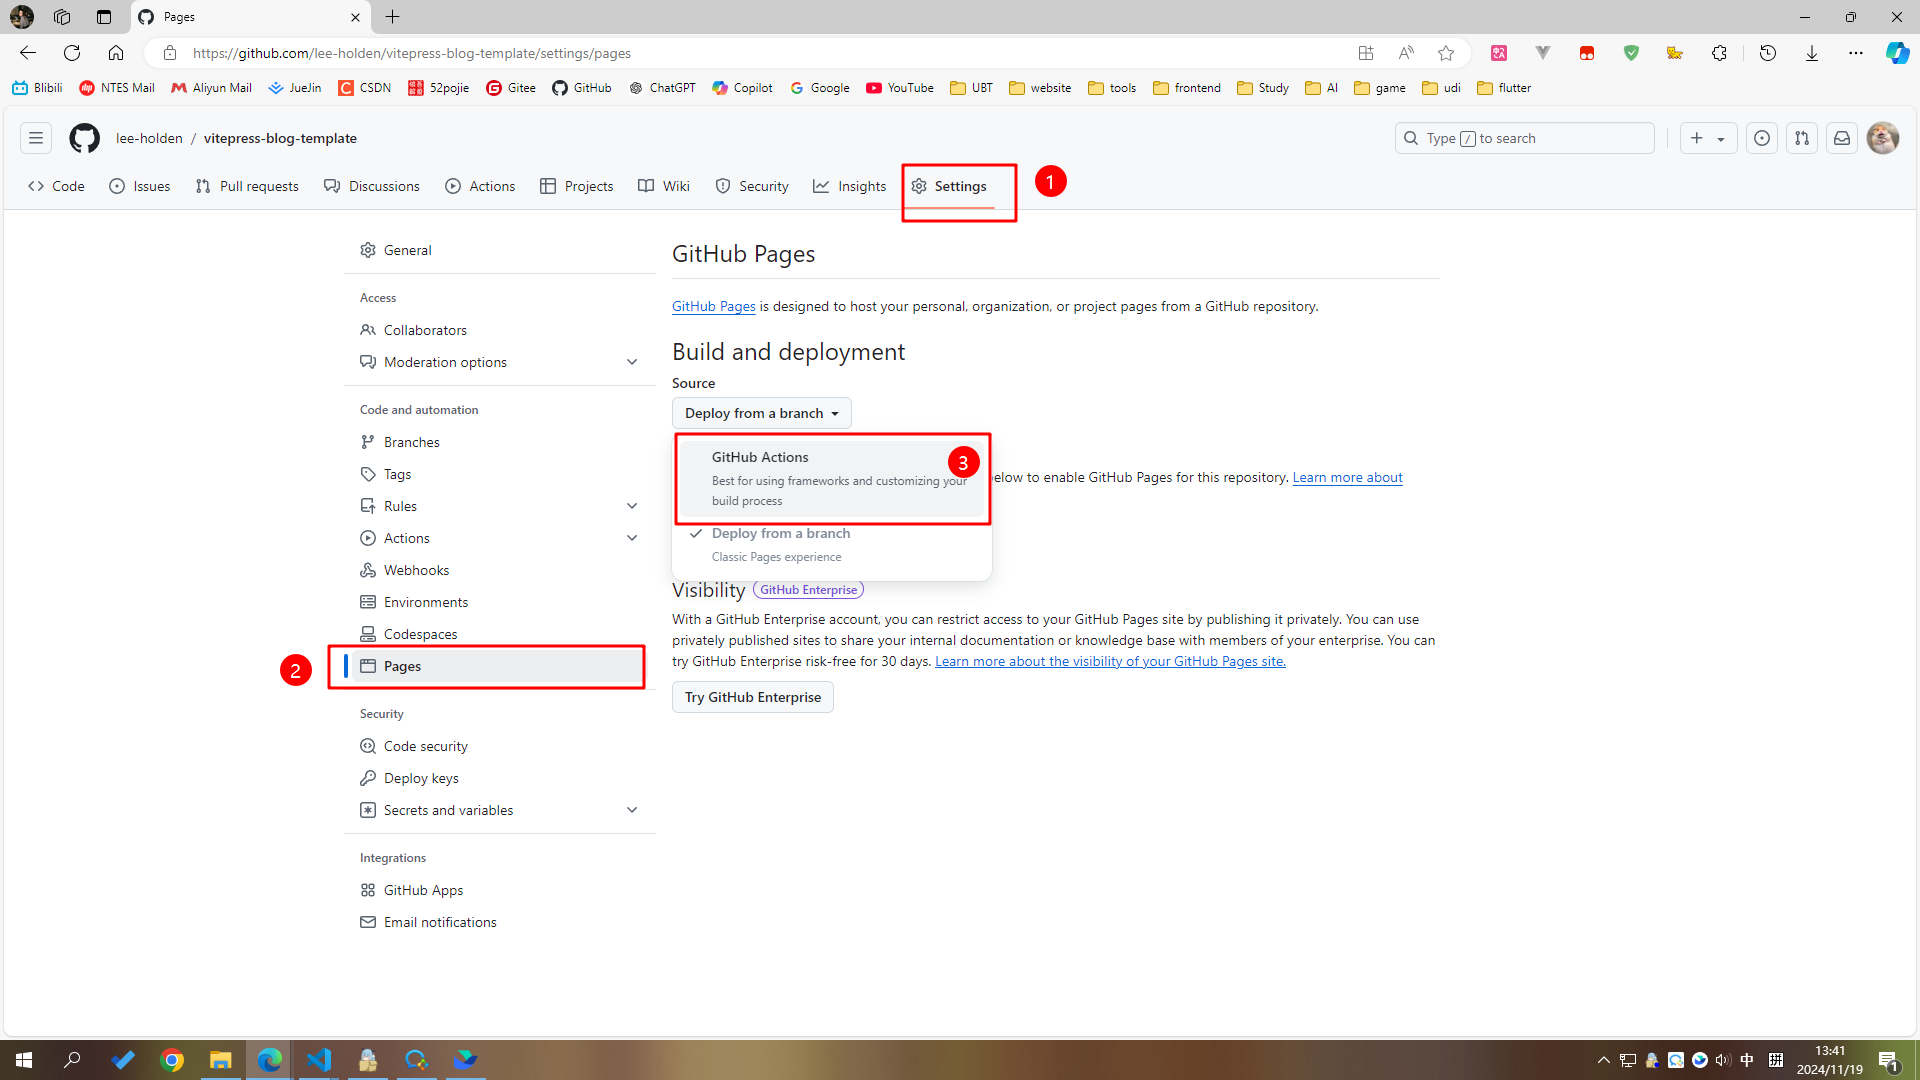 Pages
https://github.com/lee-holden/vitepress-blog-template/settings/pages
Blibili NTES Mail Aliyun Mail JueJin CSDN 52pojie Gitee GitHub ChatGPT Copilot Google YouTube UBT website tools frontend Study AI game udi flutter
lee-holden / vitepress-blog-template
Type / to search
Code Issues Pull requests Discussions Actions Projects Wiki Security Insights Settings
1
General
Access
Collaborators
Moderation options
Code and automation
Branches
Tags
Rules
Actions
Webhooks
Environments
Codespaces
2
Pages
Security
Code security
Deploy keys
Secrets and variables
Integrations
GitHub Apps
Email notifications
GitHub Pages
GitHub Pages is designed to host your personal, organization, or project pages from a GitHub repository.
Build and deployment
Source
Deploy from a branch
GitHub Actions
3
Best for using frameworks and customizing your
build process
below to enable GitHub Pages for this repository. Learn more about
Deploy from a branch
Classic Pages experience
Visibility GitHub Enterprise
With a GitHub Enterprise account, you can restrict access to your GitHub Pages site by publishing it privately. You can use
privately published sites to share your internal documentation or knowledge base with members of your enterprise. You can
try GitHub Enterprise risk-free for 30 days. Learn more about the visibility of your GitHub Pages site.
Try GitHub Enterprise
中 拼
13:41
2024/11/19
1